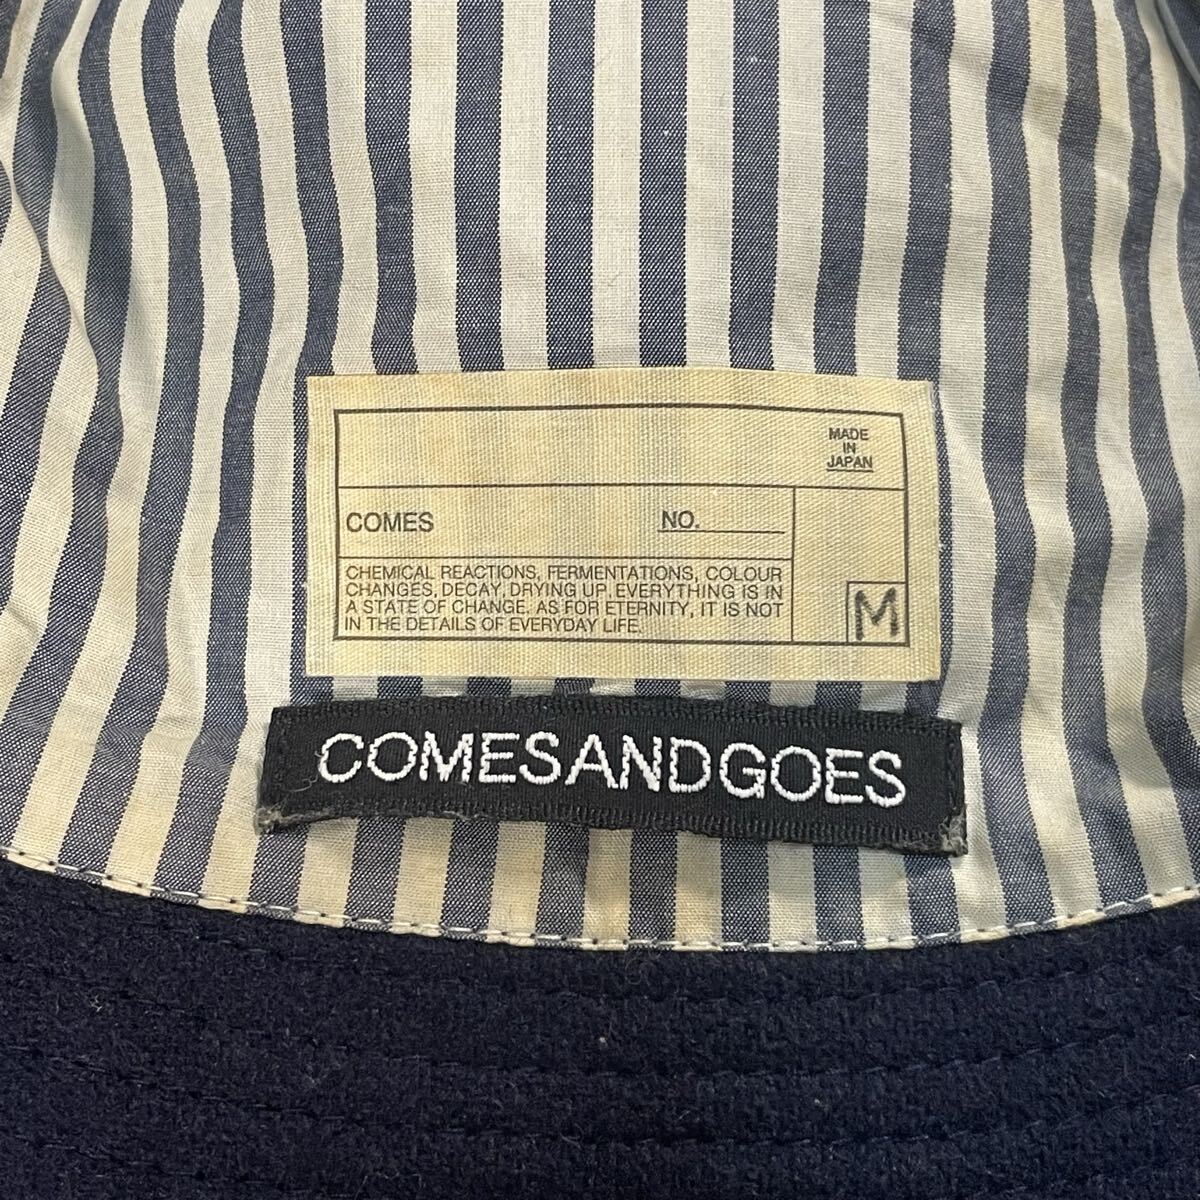 MADE
IN
JAPAN
COMES NO.
CHEMICAL REACTIONS, FERMENTATIONS, COLOUR
CHANGES, DECAY, DRYING UP. EVERYTHING IS IN
A STATE OF CHANGE. AS FOR ETERNITY, IT IS NOT
IN THE DETAILS OF EVERYDAY LIFE.
M
COMESANDGOES